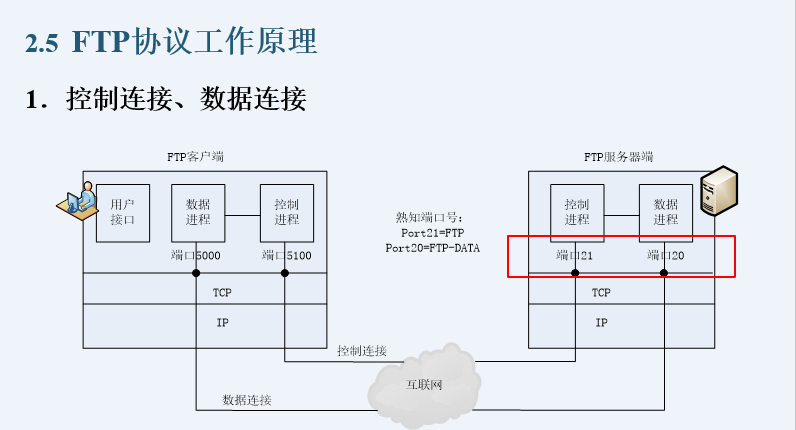 2.5 FTP协议工作原理
1. 控制连接、数据连接
FTP客户端
FTP服务器端
用户
接口
数据
进程
控制
进程
熟知端口号:
Port21=FTP
Port20=FTP-DATA
控制
进程
数据
进程
端口5000
端口5100
端口21
端口20
TCP
TCP
IP
IP
控制连接
互联网
数据连接